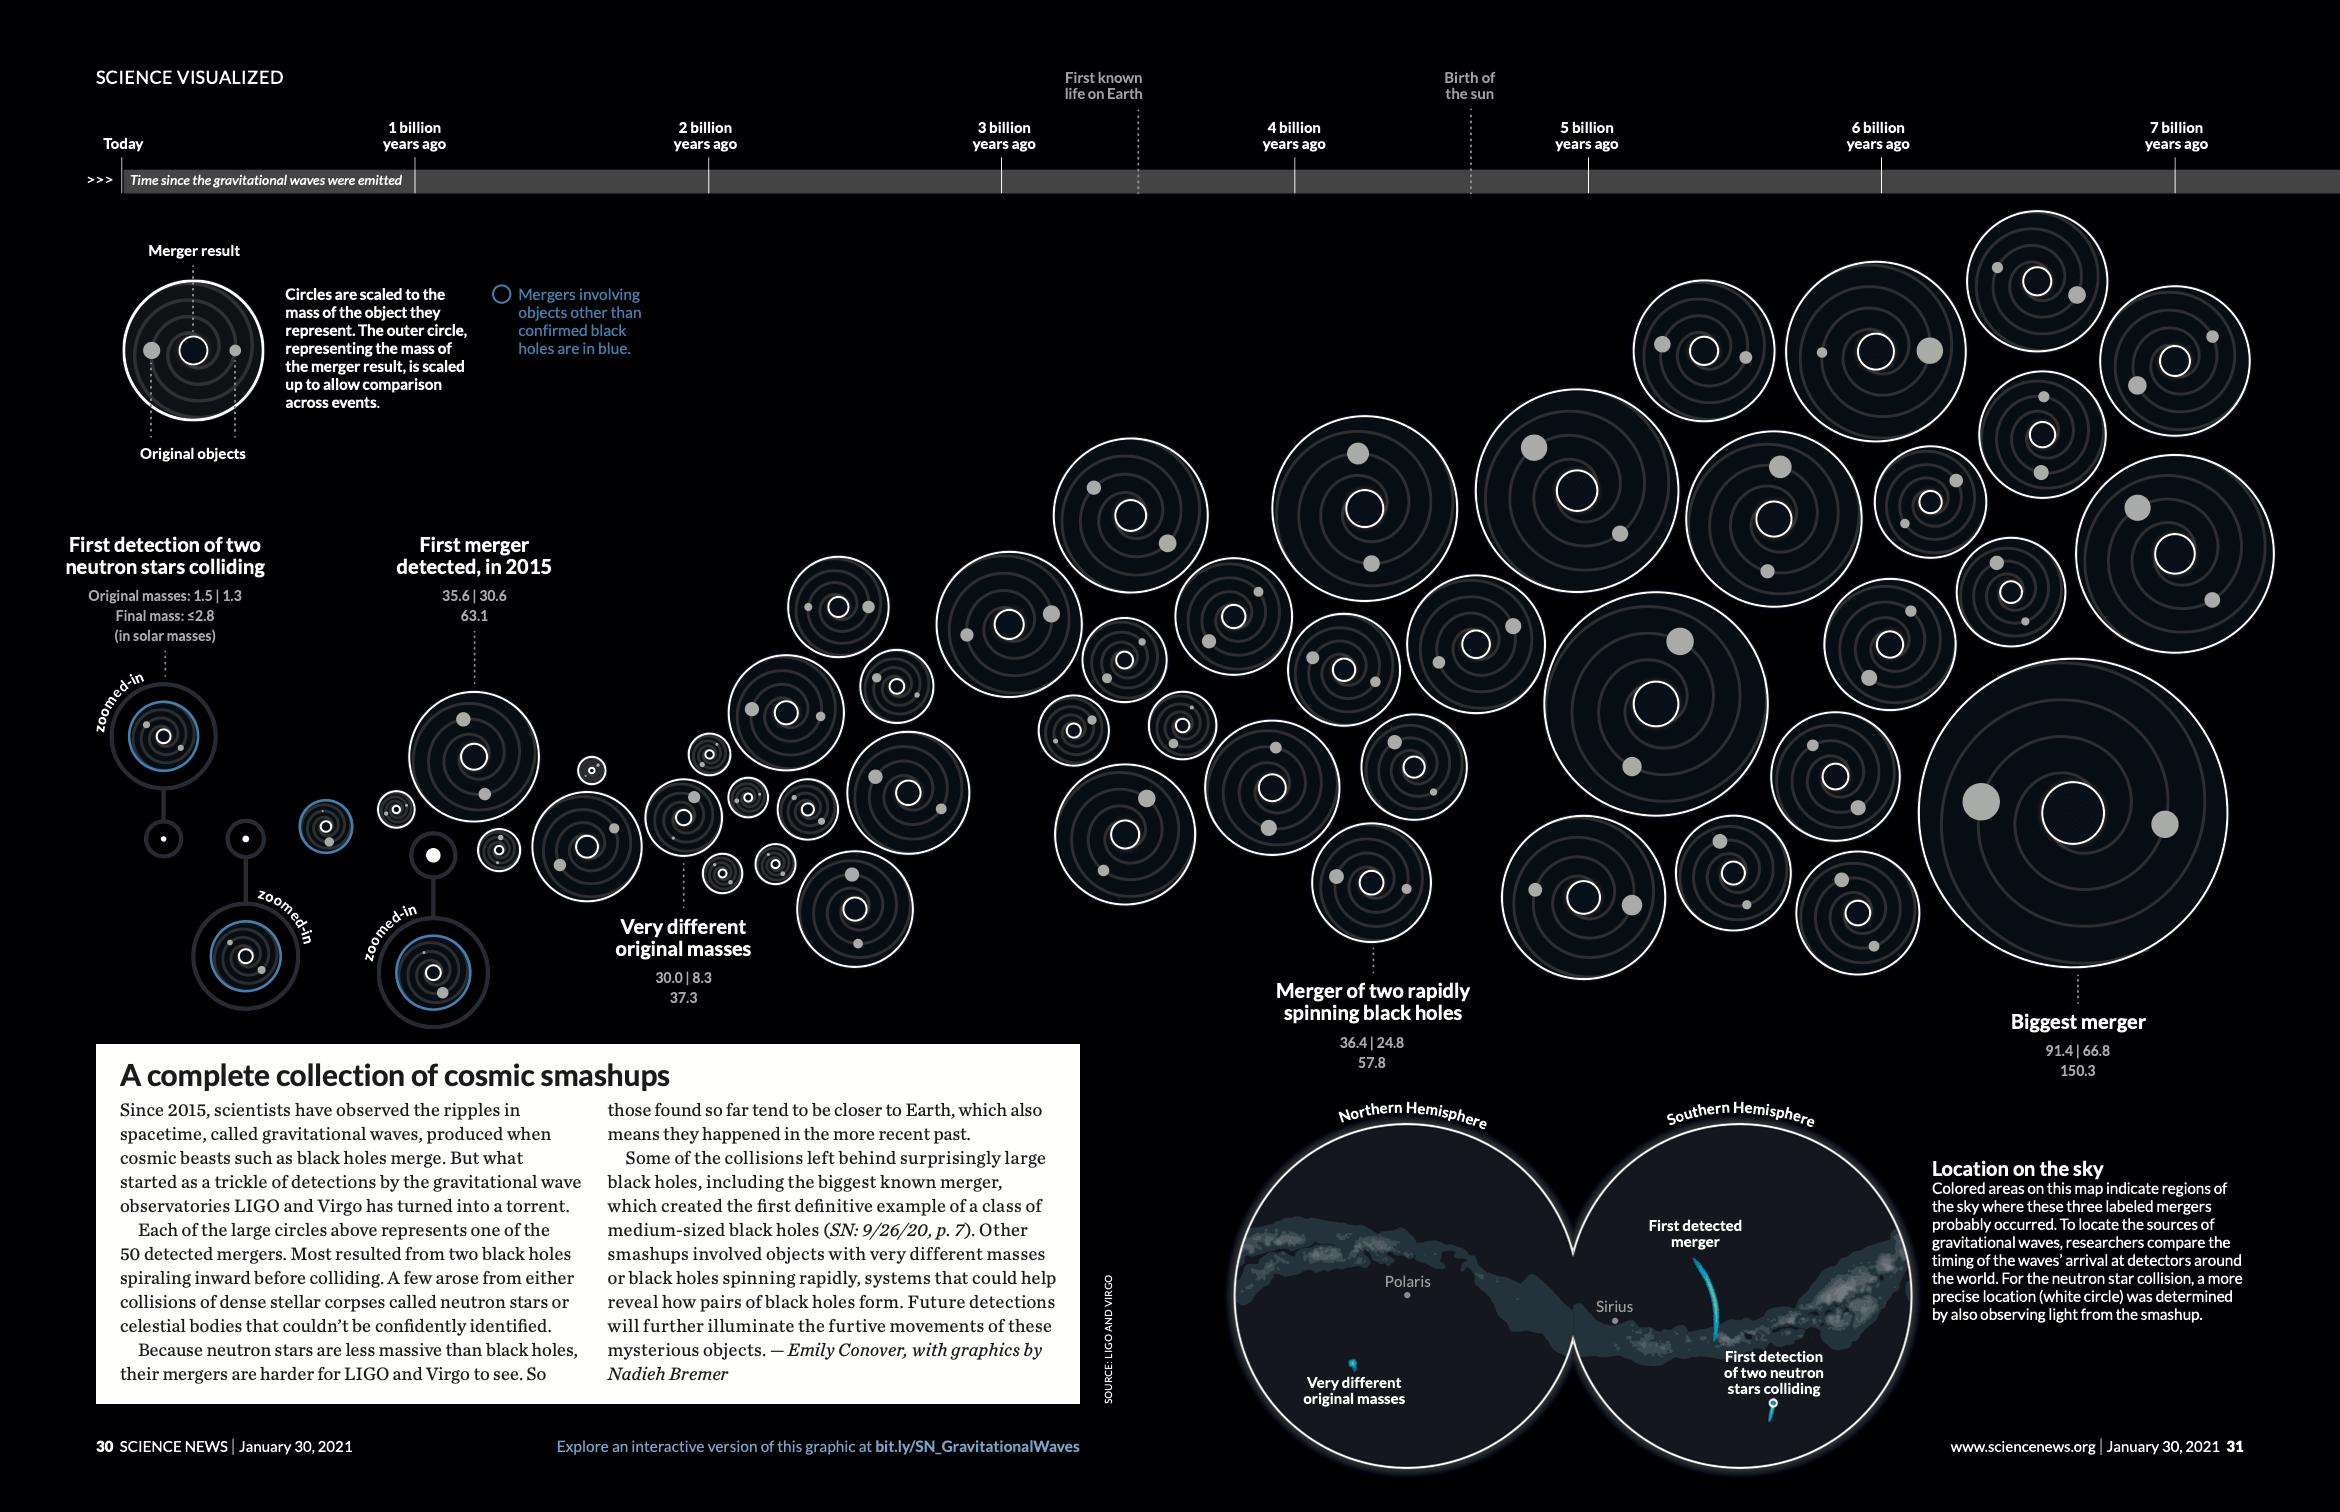 SCIENCE VISUALIZED
First known
life on Earth
Birth of
the sun
Today
1 billion
years ago
2 billion
years ago
3 billion
years ago
4 billion
years ago
5 billion
years ago
6 billion
years ago
7 billion
years ago
>>>
Time since the gravitational waves were emitted
Merger result
Original objects
Circles are scaled to the
mass of the object they
represent. The outer circle,
representing the mass of
the merger result, is scaled
up to allow comparison
across events.
Mergers involving
objects other than
confirmed black
holes are in blue.
First detection of two
neutron stars colliding
Original masses: 1.5 | 1.3
Final mass: ≤2.8
(in solar masses)
zoomed-in
First merger
detected, in 2015
35.6 | 30.6
63.1
zoomed-in
zoomed-in
Very different
original masses
30.0 | 8.3
37.3
Merger of two rapidly
spinning black holes
36.4 | 24.8
57.8
Biggest merger
91.4 | 66.8
150.3
A complete collection of cosmic smashups
Since 2015, scientists have observed the ripples in
spacetime, called gravitational waves, produced when
cosmic beasts such as black holes merge. But what
started as a trickle of detections by the gravitational wave
observatories LIGO and Virgo has turned into a torrent.
Each of the large circles above represents one of the
50 detected mergers. Most resulted from two black holes
spiraling inward before colliding. A few arose from either
collisions of dense stellar corpses called neutron stars or
celestial bodies that couldn't be confidently identified.
Because neutron stars are less massive than black holes,
their mergers are harder for LIGO and Virgo to see. So
those found so far tend to be closer to Earth, which also
means they happened in the more recent past.
Some of the collisions left behind surprisingly large
black holes, including the biggest known merger,
which created the first definitive example of a class of
medium-sized black holes (SN: 9/26/20, p. 7). Other
smashups involved objects with very different masses
or black holes spinning rapidly, systems that could help
reveal how pairs of black holes form. Future detections
will further illuminate the furtive movements of these
mysterious objects. — Emily Conover, with graphics by
Nadieh Bremer
SOURCE: LIGO AND VIRGO
Northern Hemisphere
Southern Hemisphere
Polaris
Very different
original masses
First detected
merger
Sirius
First detection
of two neutron
stars colliding
Location on the sky
Colored areas on this map indicate regions of
the sky where these three labeled mergers
probably occurred. To locate the sources of
gravitational waves, researchers compare the
timing of the waves' arrival at detectors around
the world. For the neutron star collision, a more
precise location (white circle) was determined
by also observing light from the smashup.
30 SCIENCE NEWS | January 30, 2021
Explore an interactive version of this graphic at bit.ly/SN_GravitationalWaves
www.sciencenews.org | January 30, 2021 31